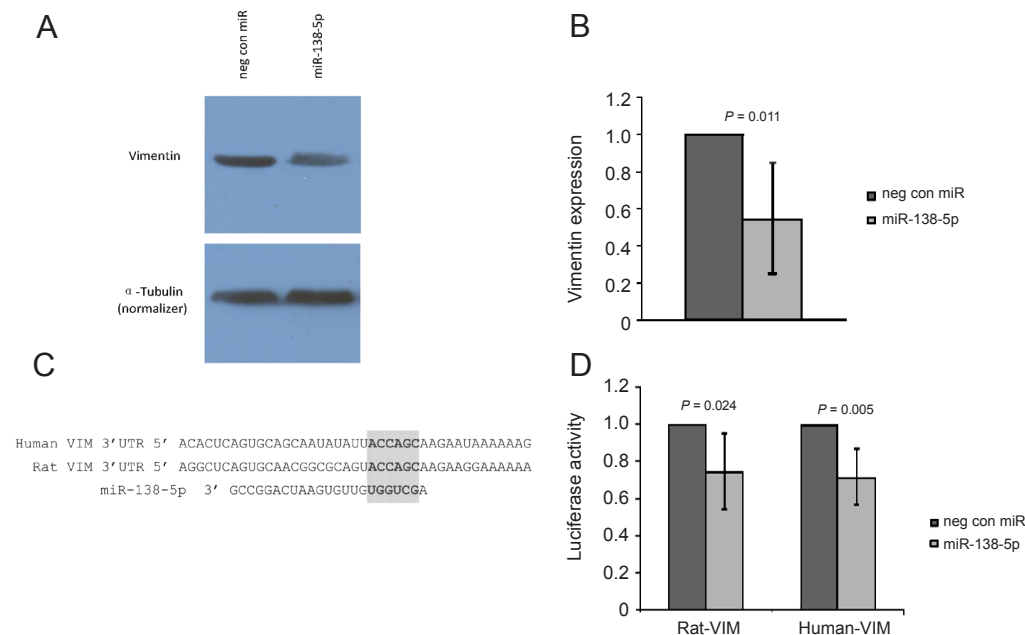 A
neg con miR
miR-138-5p
Vimentin
α-Tubulin
(normalizer)
B
1.2
1.0
0.8
0.6
0.4
0.2
0
Vimentin expression
P = 0.011
neg con miR
miR-138-5p
C
Human VIM 3'UTR 5' ACACUCAGUGCAGCAAUAUAUUACCAGCAAGAAUAAAAAAG
Rat VIM 3'UTR 5' AGGCUCAGUGCAACGGCGCAGUACCAGCAAGAAGGAAAAAA
miR-138-5p 3' GCCGGACUAAGUGUUGUGGUCGA
D
1.2
1.0
0.8
0.6
0.4
0.2
0
Luciferase activity
P = 0.024
P = 0.005
Rat-VIM
Human-VIM
neg con miR
miR-138-5p